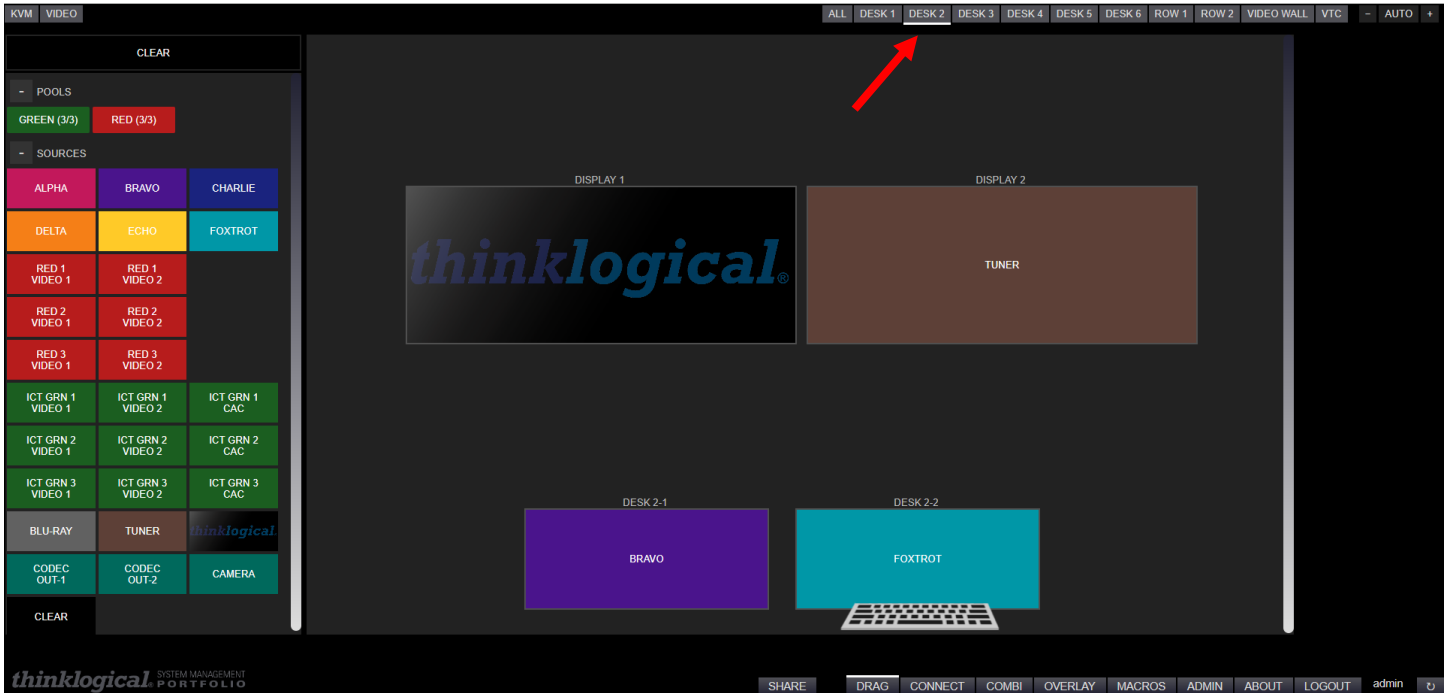 KVM VIDEO ALL DESK 1 DESK 2 DESK 3 DESK 4 DESK 5 DESK 6 ROW 1 ROW 2 VIDEO WALL VTC - AUTO +
CLEAR
- POOLS
GREEN (3/3) RED (3/3)
- SOURCES
ALPHA BRAVO CHARLIE
DELTA ECHO FOXTROT
RED 1 RED 1
VIDEO 1 VIDEO 2
RED 2 RED 2
VIDEO 1 VIDEO 2
RED 3 RED 3
VIDEO 1 VIDEO 2
ICT GRN 1 ICT GRN 1 ICT GRN 1
VIDEO 1 VIDEO 2 CAC
ICT GRN 2 ICT GRN 2 ICT GRN 2
VIDEO 1 VIDEO 2 CAC
ICT GRN 3 ICT GRN 3 ICT GRN 3
VIDEO 1 VIDEO 2 CAC
BLU-RAY TUNER thinklogical.
CODEC CODEC CAMERA
OUT-1 OUT-2
CLEAR
DISPLAY 1 DISPLAY 2
thinklogical.® TUNER
DESK 2-1 DESK 2-2
BRAVO FOXTROT
thinklogical® SYSTEM MANAGEMENT
PORTFOLIO
SHARE DRAG CONNECT COMBI OVERLAY MACROS ADMIN ABOUT LOGOUT admin ↻